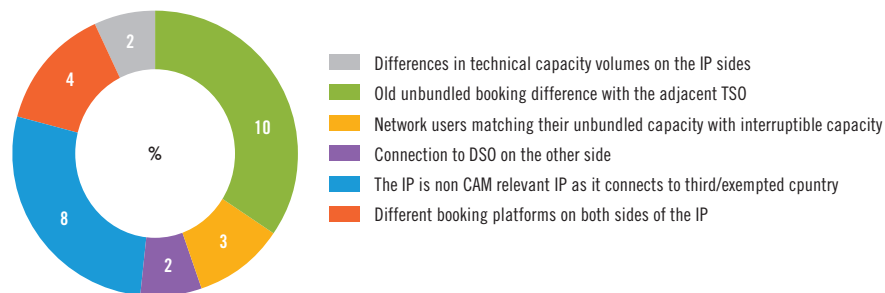 2
4
10
%
8
3
2
Differences in technical capacity volumes on the IP sides
Old unbundled booking difference with the adjacent TSO
Network users matching their unbundled capacity with interruptible capacity
Connection to DSO on the other side
The IP is non CAM relevant IP as it connects to third/exempted cpuntry
Different booking platforms on both sides of the IP